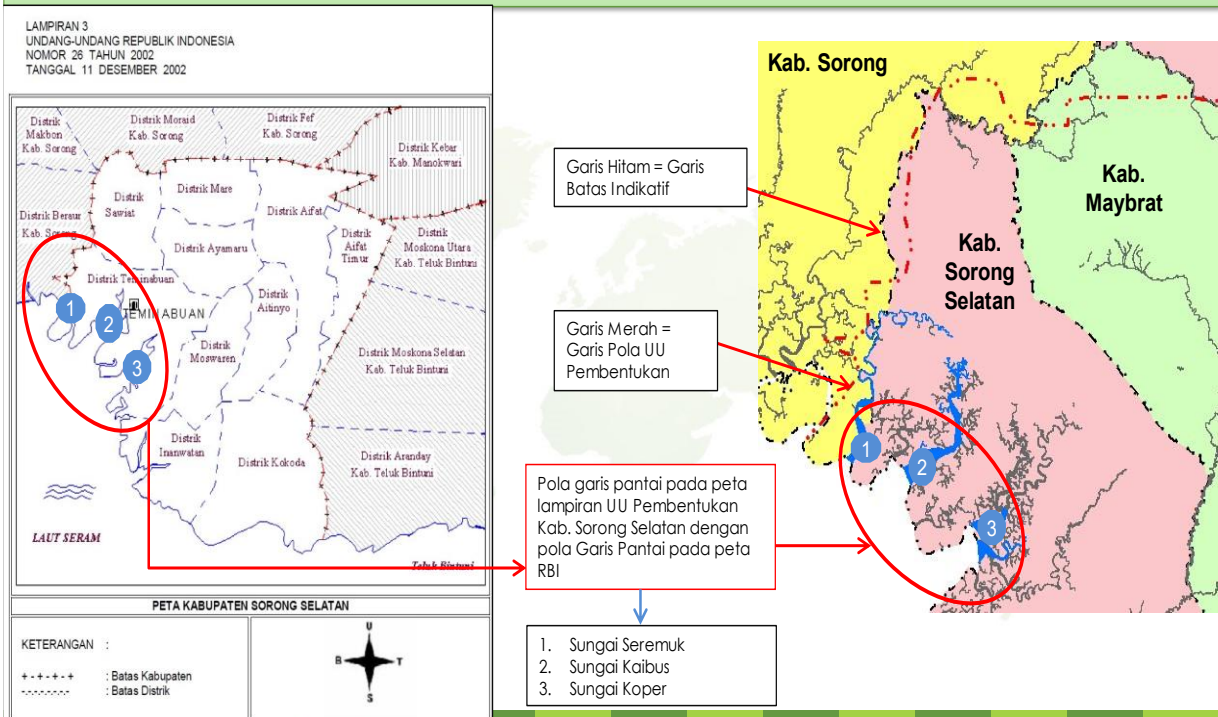 LAMPIRAN 3
UNDANG-UNDANG REPUBLIK INDONESIA
NOMOR 26 TAHUN 2002
TANGGAL 11 DESEMBER 2002
Distrik
Makbon
Kab. Sorong
Distrik Moraid
Kab. Sorong
Distrik Fef
Kab. Sorong
Distrik Kebar
Kab. Manokwari
Distrik Mare
Distrik
Sawiat
Distrik Aifat
Distrik Beraur
Kab. Sorong
Distrik Ayamaru
Distrik
Aifat
Timur
Distrik
Moskona Utara
Kab. Teluk Bintuni
Distrik Teminabuan
Distrik
Aitinyo
1
2
TEMINABUAN
3
Distrik
Moswaren
Distrik Moskona Selatan
Kab. Teluk Bintuni
Distrik
Inanwatan
Distrik Kokoda
Distrik Aranday
Kab. Teluk Bintuni
LAUT SERAM
Teluk Bintuni
PETA KABUPATEN SORONG SELATAN
KETERANGAN :
+-+-+-+ : Batas Kabupaten
-.-.-.-.-.-.- : Batas Distrik
U
B T
S
Garis Hitam = Garis
Batas Indikatif
Garis Merah =
Garis Pola UU
Pembentukan
Pola garis pantai pada peta
lampiran UU Pembentukan
Kab. Sorong Selatan dengan
pola Garis Pantai pada peta
RBI
1. Sungai Seremuk
2. Sungai Kaibus
3. Sungai Koper
Kab. Sorong
Kab.
Maybrat
Kab.
Sorong
Selatan
1
2
3